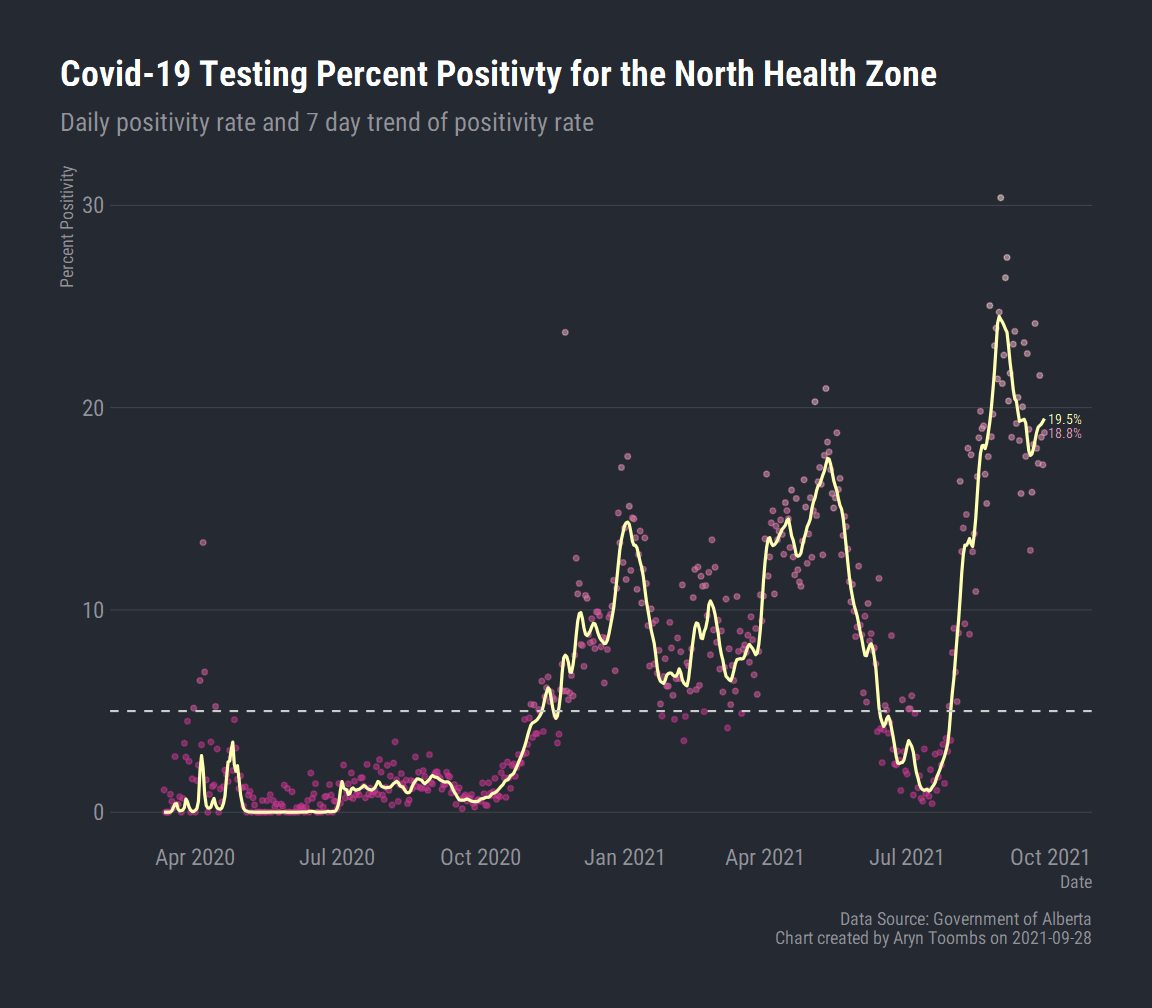 Covid-19 Testing Percent Positivty for the North Health Zone
Daily positivity rate and 7 day trend of positivity rate
Percent Positivity
30
20
10
0
19.5%
18.8%
Apr 2020
Jul 2020
Oct 2020
Jan 2021
Apr 2021
Jul 2021
Oct 2021
Date
Data Source: Government of Alberta
Chart created by Aryn Toombs on 2021-09-28